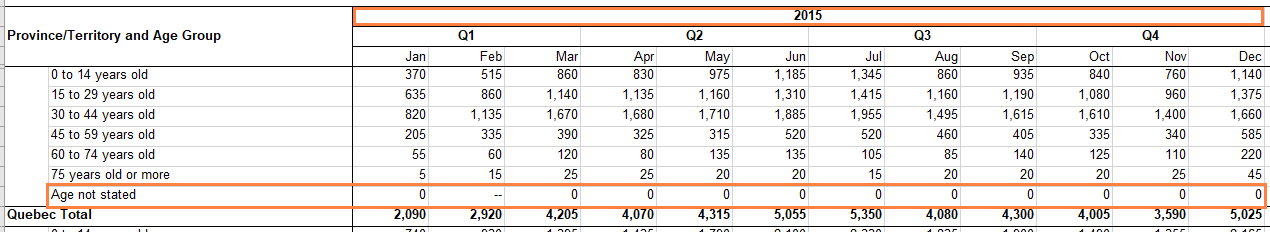 2015
Province/Territory and Age Group Q1 Q2 Q3 Q4
Jan Feb Mar Apr May Jun Jul Aug Sep Oct Nov Dec
0 to 14 years old 370 515 860 830 975 1,185 1,345 860 935 840 760 1,140
15 to 29 years old 635 860 1,140 1,135 1,160 1,310 1,415 1,160 1,190 1,080 960 1,375
30 to 44 years old 820 1,135 1,670 1,680 1,710 1,885 1,955 1,495 1,615 1,610 1,400 1,660
45 to 59 years old 205 335 390 325 315 520 520 460 405 335 340 585
60 to 74 years old 55 60 120 80 135 135 105 85 140 125 110 220
75 years old or more 5 15 25 25 20 20 15 20 20 20 25 45
Age not stated 0 -- 0 0 0 0 0 0 0 0 0 0
Quebec Total 2,090 2,920 4,205 4,070 4,315 5,055 5,350 4,080 4,300 4,005 3,590 5,025